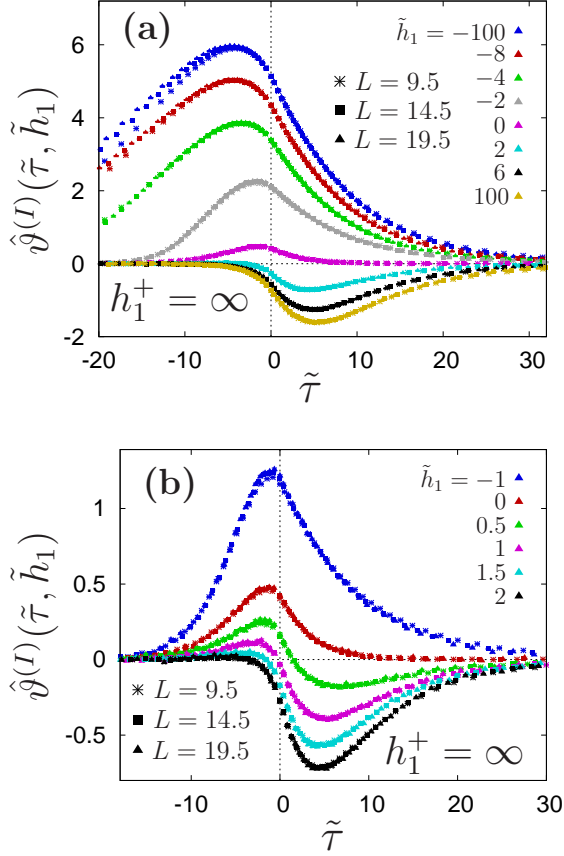 (a)
h̃₁ = −100
−8
−4
−2
0
2
6
100
∗ L = 9.5
■ L = 14.5
▲ L = 19.5
h₁⁺ = ∞
6
4
2
0
-2
-20 -10 0 10 20 30
τ̃
ϑ̂⁽ᴵ⁾(τ̃, h̃₁)
(b)
h̃₁ = −1
0
0.5
1
1.5
2
∗ L = 9.5
■ L = 14.5
▲ L = 19.5
h₁⁺ = ∞
1
0.5
0
-0.5
-10 0 10 20 30
τ̃
ϑ̂⁽ᴵ⁾(τ̃, h̃₁)